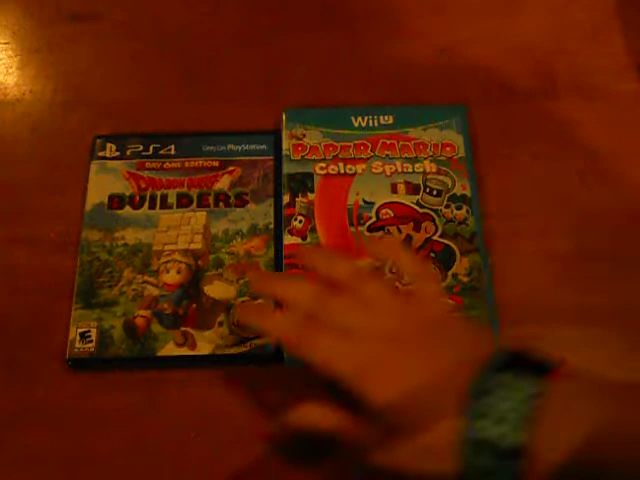 PS4
Only On PlayStation
DAY ONE EDITION
DRAGON QUEST
BUILDERS
E
Wii U
PAPER MARIO
Color Splash